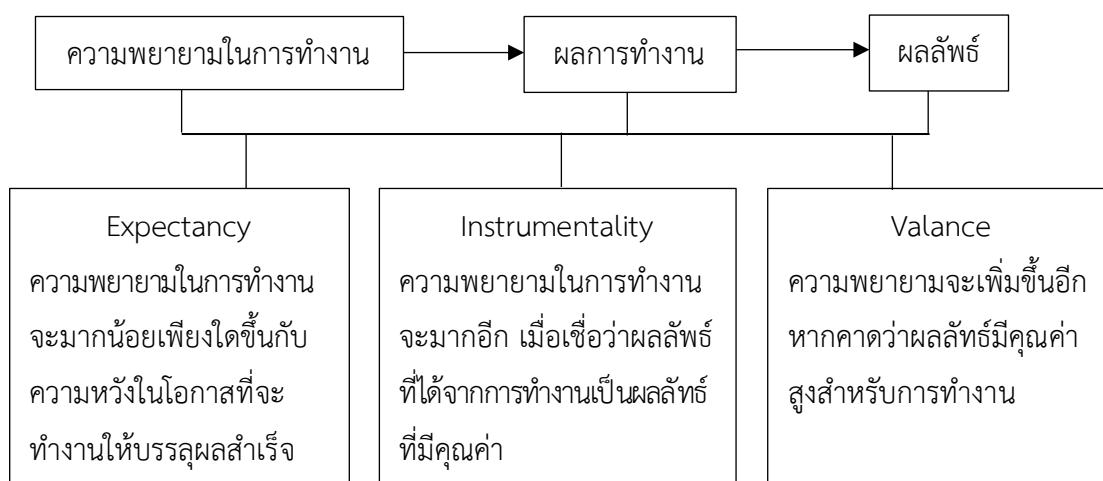 ความพยายามในการทำงาน
ผลการทำงาน
ผลลัพธ์
Expectancy
ความพยายามในการทำงาน
จะมากน้อยเพียงใดขึ้นกับ
ความหวังในโอกาสที่จะ
ทำงานให้บรรลุผลสำเร็จ
Instrumentality
ความพยายามในการทำงาน
จะมากอีก เมื่อเชื่อว่าผลลัพธ์
ที่ได้จากการทำงานเป็นผลลัทธ์
ที่มีคุณค่า
Valance
ความพยายามจะเพิ่มขึ้นอีก
หากคาดว่าผลลัทธ์มีคุณค่า
สูงสำหรับการทำงาน